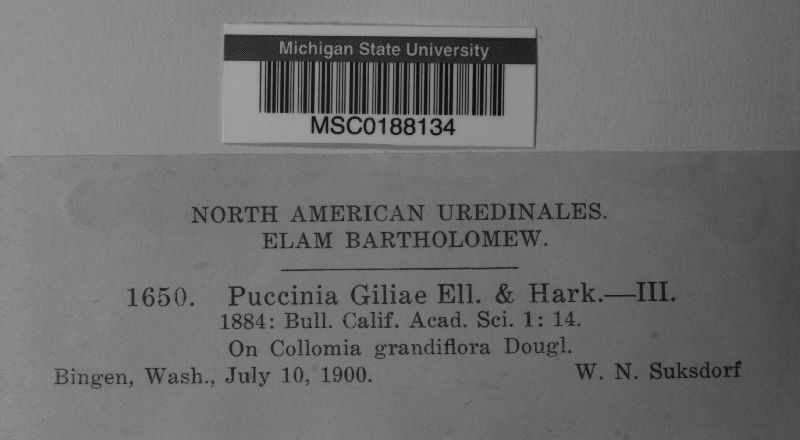 Michigan State University
MSC0188134
NORTH AMERICAN UREDINALES.
ELAM BARTHOLOMEW.
1650. Puccinia Giliae Ell. & Hark.—III.
1884: Bull. Calif. Acad. Sci. 1: 14.
On Collomia grandiflora Dougl.
Bingen, Wash., July 10, 1900. W. N. Suksdorf